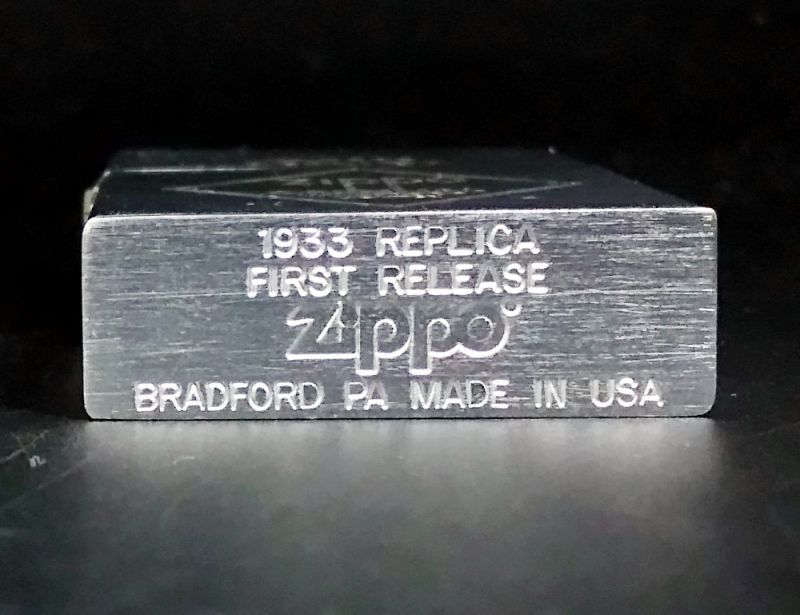 1933 REPLICA
FIRST RELEASE
Zippo
BRADFORD PA MADE IN USA